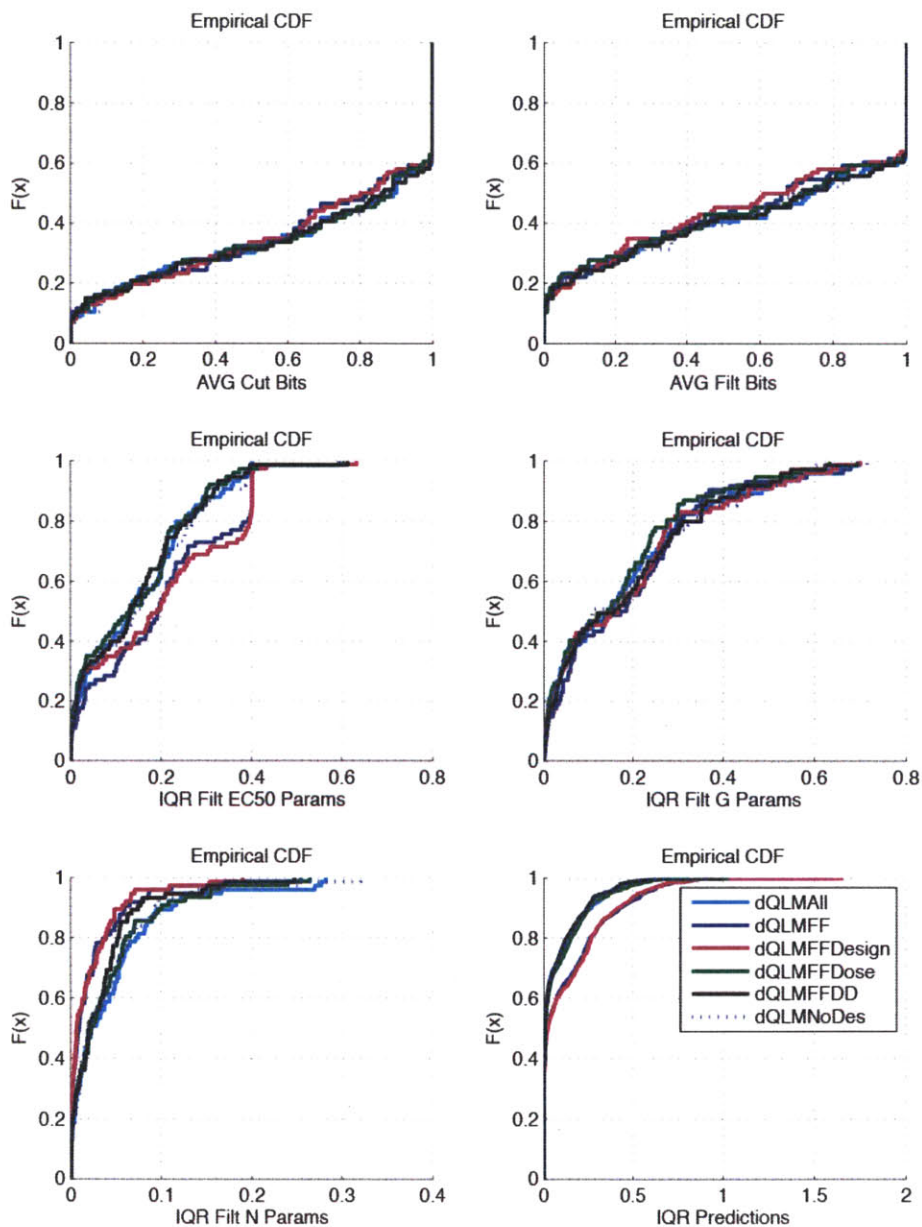 Empirical CDF
1
0.8
0.6
0.4
0.2
0
F(x)
0 0.2 0.4 0.6 0.8 1
AVG Cut Bits
Empirical CDF
1
0.8
0.6
0.4
0.2
0
F(x)
0 0.2 0.4 0.6 0.8 1
AVG Filt Bits
Empirical CDF
1
0.8
0.6
0.4
0.2
0
F(x)
0 0.2 0.4 0.6 0.8
IQR Filt EC50 Params
Empirical CDF
1
0.8
0.6
0.4
0.2
0
F(x)
0 0.2 0.4 0.6 0.8
IQR Filt G Params
Empirical CDF
1
0.8
0.6
0.4
0.2
0
F(x)
0 0.1 0.2 0.3 0.4
IQR Filt N Params
Empirical CDF
1
0.8
0.6
0.4
0.2
0
F(x)
dQLMAll
dQLMFF
dQLMFFDesign
dQLMFFDose
dQLMFFDD
dQLMNoDes
0 0.5 1 1.5 2
IQR Predictions